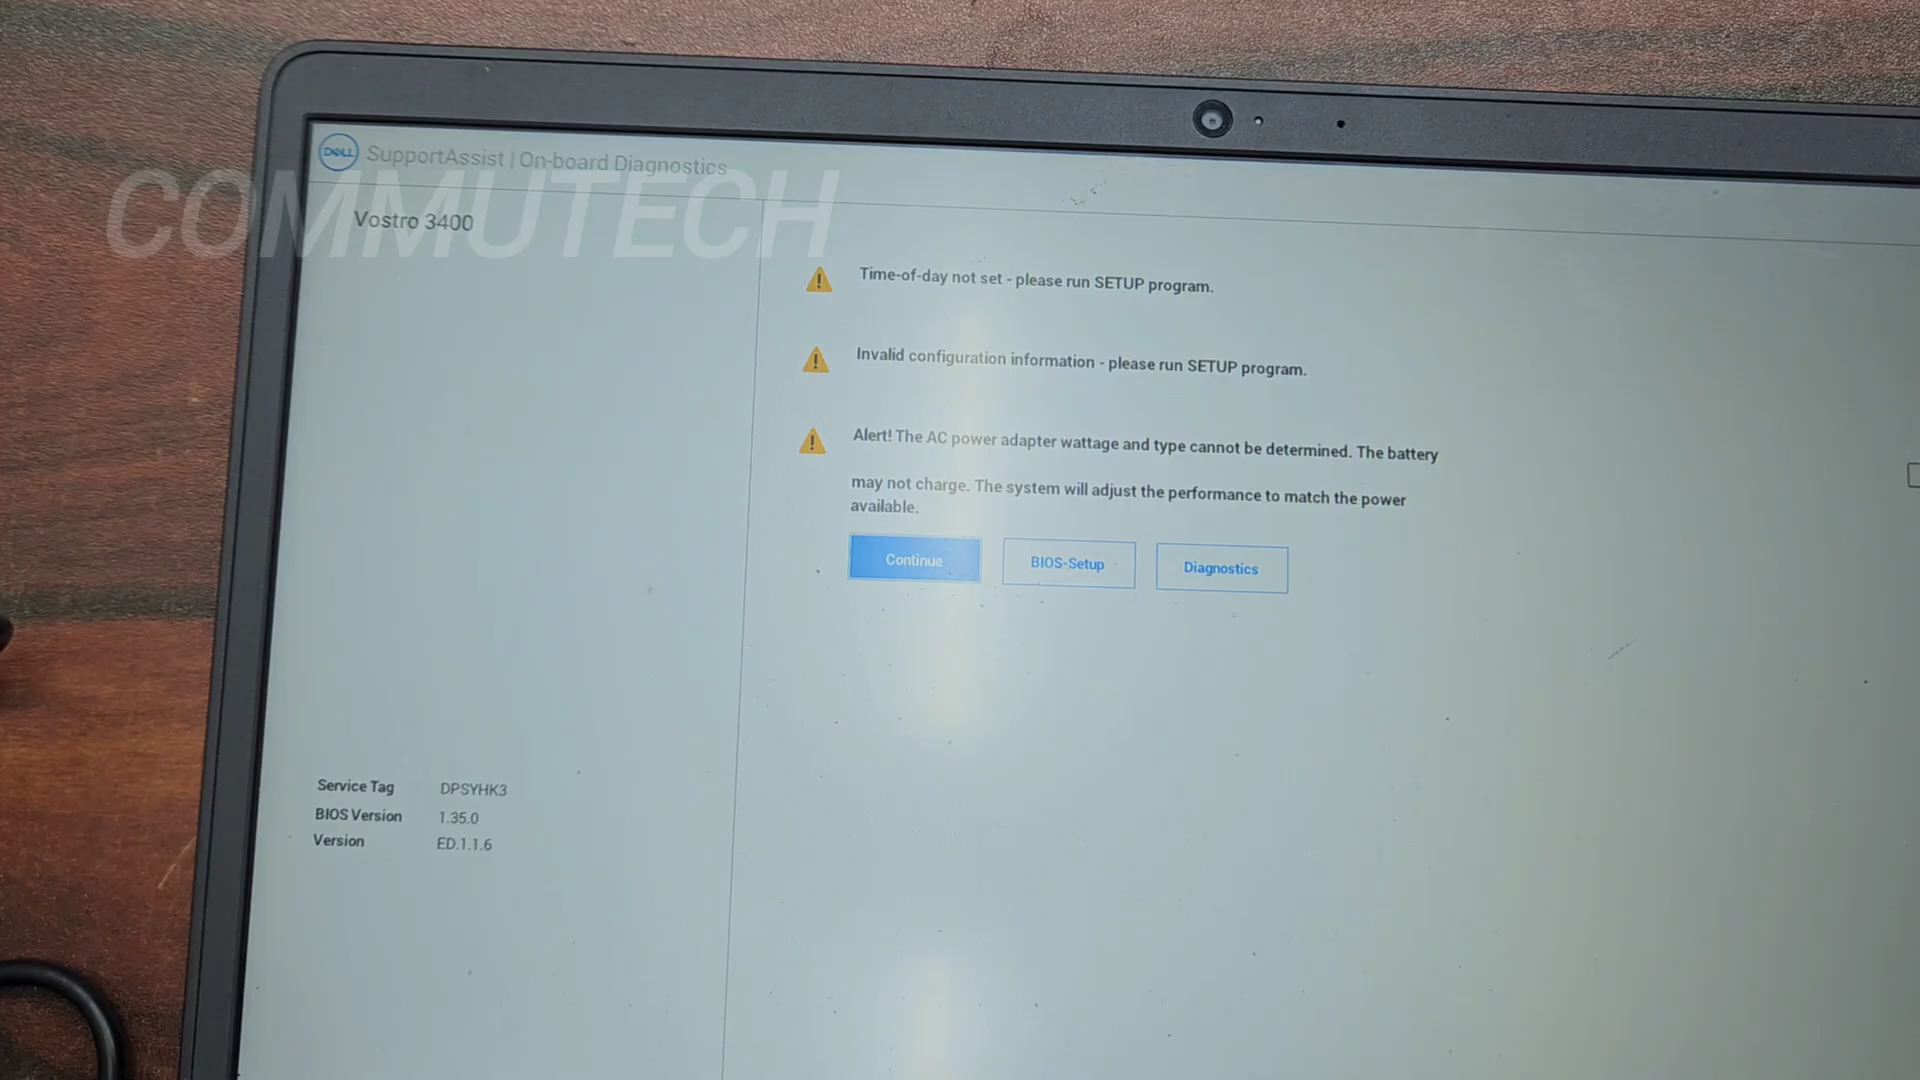 DELL SupportAssist | On-board Diagnostics
COMMUTECH
Vostro 3400
Time-of-day not set - please run SETUP program.
Invalid configuration information - please run SETUP program.
Alert! The AC power adapter wattage and type cannot be determined. The battery
may not charge. The system will adjust the performance to match the power
available.
Continue BIOS-Setup Diagnostics
Service Tag DPSYHK3
BIOS Version 1.35.0
Version ED.1.1.6